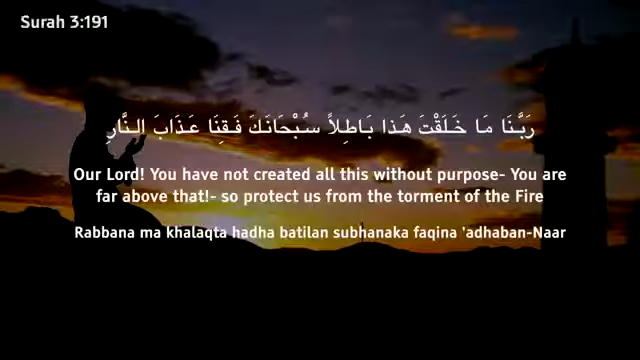 Surah 3:191
رَبَّنَا مَا خَلَقْتَ هَذا بَاطِلاً سُبْحَانَكَ فَقِنَا عَذَابَ النَّارِ
Our Lord! You have not created all this without purpose- You are
far above that!- so protect us from the torment of the Fire
Rabbana ma khalaqta hadha batilan subhanaka faqina 'adhaban-Naar